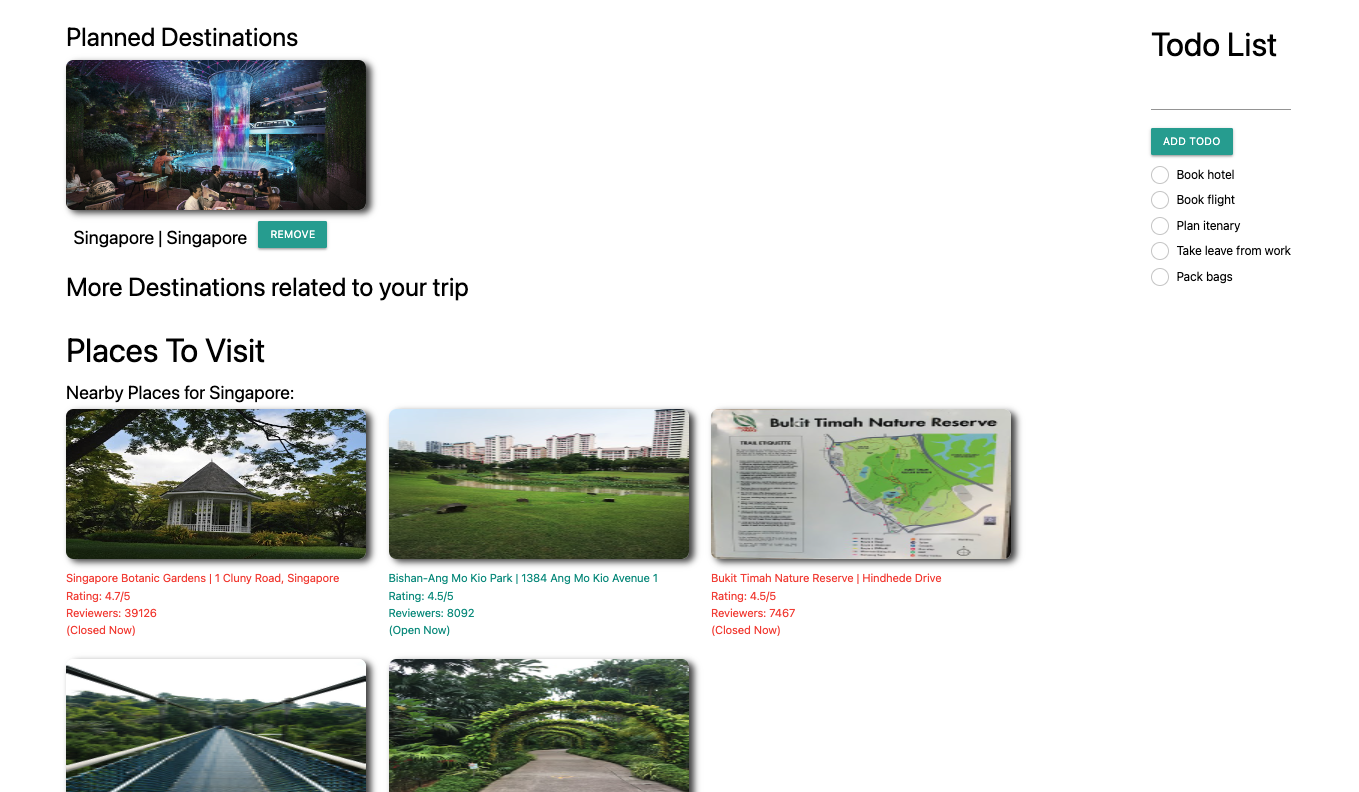 Planned Destinations
Singapore | Singapore
REMOVE
More Destinations related to your trip
Places To Visit
Nearby Places for Singapore:
Bukit Timah Nature Reserve
TRAIL ETIQUETTE
Singapore Botanic Gardens | 1 Cluny Road, Singapore
Rating: 4.7/5
Reviewers: 39126
(Closed Now)
Bishan-Ang Mo Kio Park | 1384 Ang Mo Kio Avenue 1
Rating: 4.5/5
Reviewers: 8092
(Open Now)
Bukit Timah Nature Reserve | Hindhede Drive
Rating: 4.5/5
Reviewers: 7467
(Closed Now)
Todo List
ADD TODO
Book hotel
Book flight
Plan itenary
Take leave from work
Pack bags